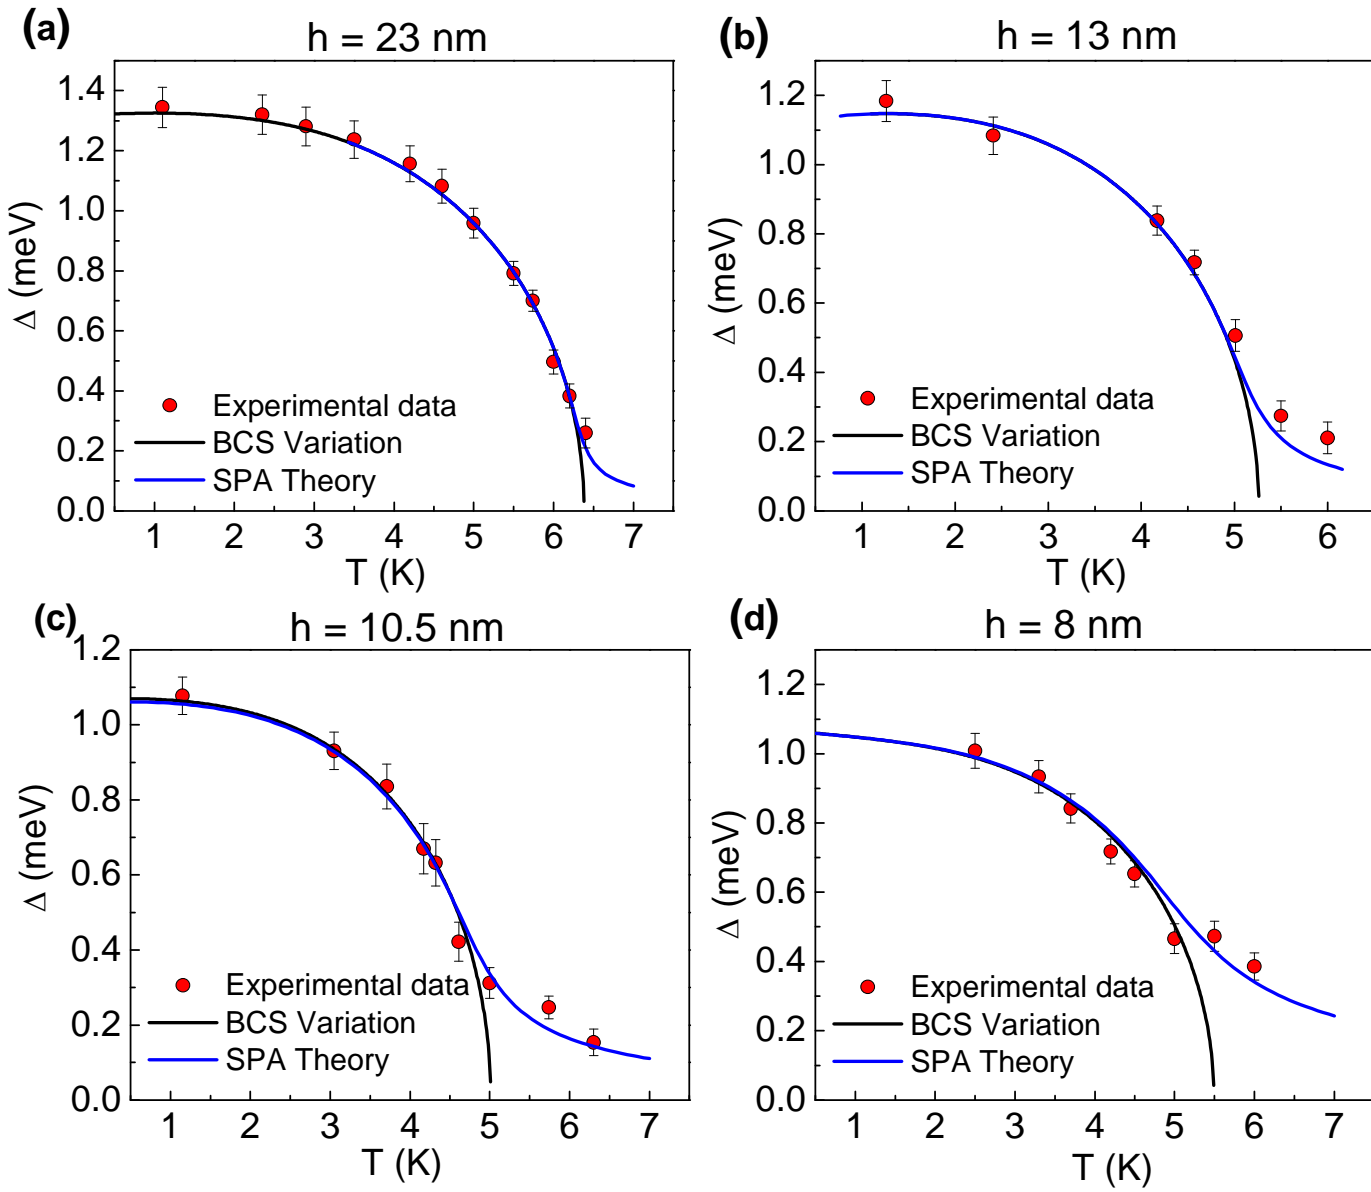 (a)
h = 23 nm
1.4
1.2
1.0
0.8
0.6
0.4
0.2
0.0
Δ (meV)
Experimental data
BCS Variation
SPA Theory
1 2 3 4 5 6 7
T (K)
(b)
h = 13 nm
1.2
1.0
0.8
0.6
0.4
0.2
0.0
Δ (meV)
Experimental data
BCS Variation
SPA Theory
1 2 3 4 5 6
T (K)
(c)
h = 10.5 nm
1.2
1.0
0.8
0.6
0.4
0.2
0.0
Δ (meV)
Experimental data
BCS Variation
SPA Theory
1 2 3 4 5 6 7
T (K)
(d)
h = 8 nm
1.2
1.0
0.8
0.6
0.4
0.2
0.0
Δ (meV)
Experimental data
BCS Variation
SPA Theory
1 2 3 4 5 6 7
T (K)